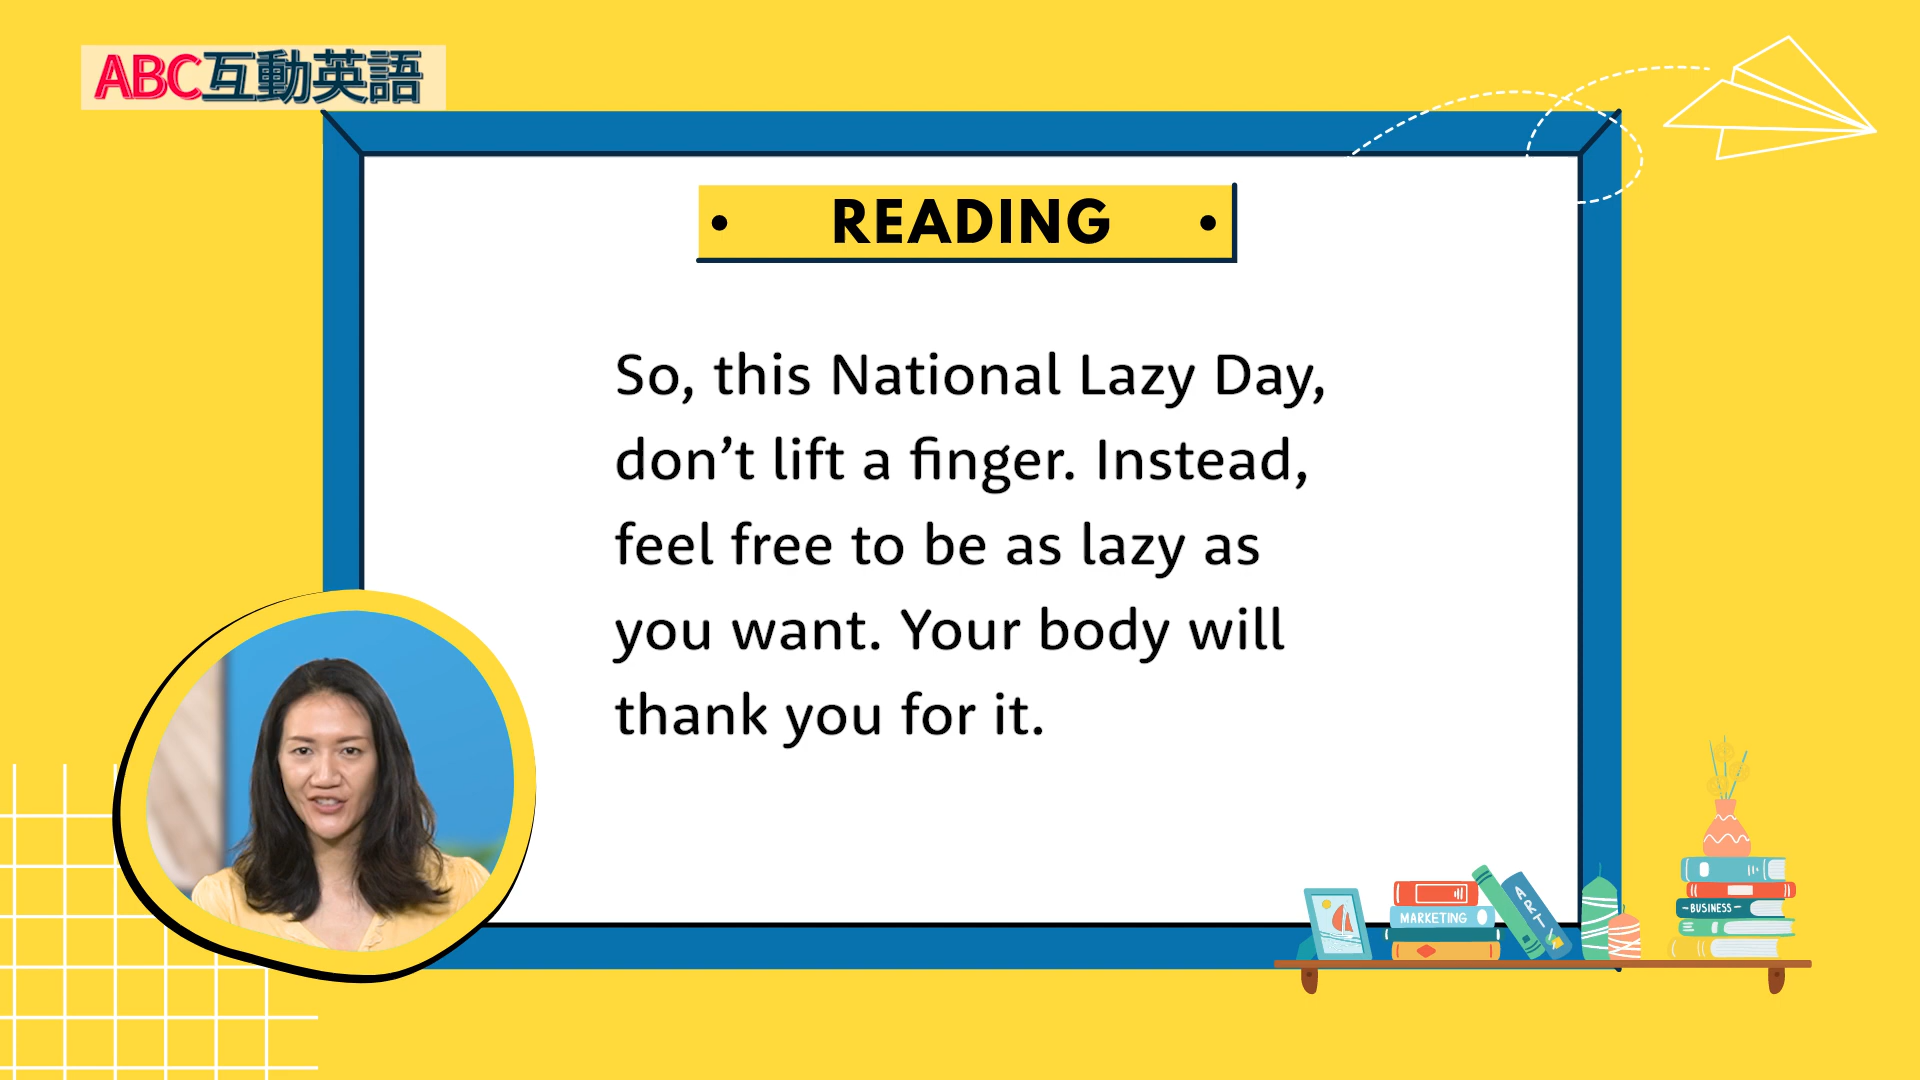 ABC互動英語
READING
So, this National Lazy Day,
don't lift a finger. Instead,
feel free to be as lazy as
you want. Your body will
thank you for it.
MARKETING
ART
BUSINESS